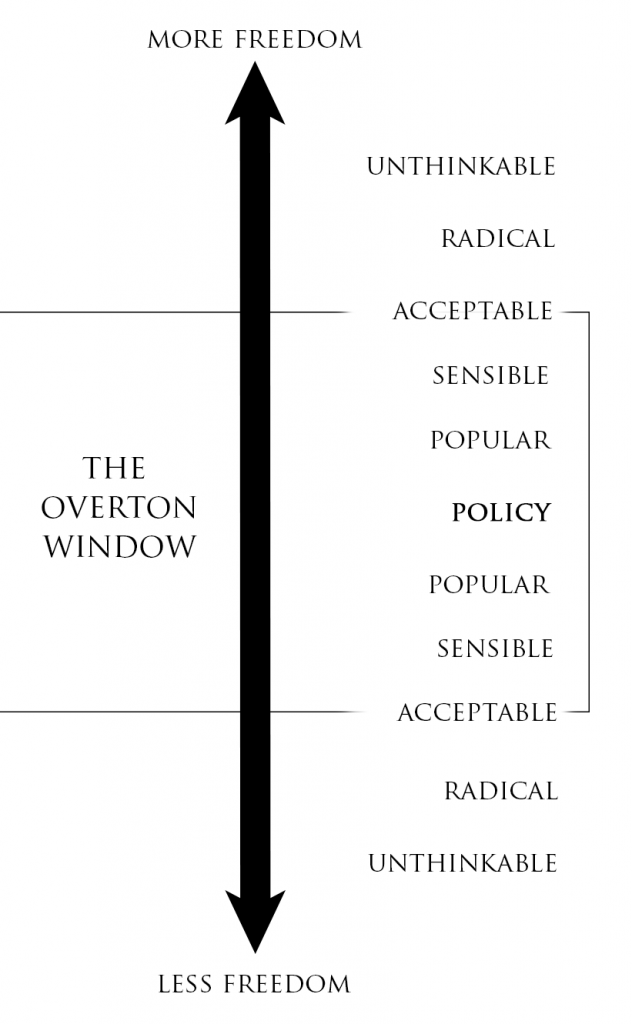 MORE FREEDOM
UNTHINKABLE
RADICAL
ACCEPTABLE
SENSIBLE
POPULAR
THE
OVERTON
WINDOW
POLICY
POPULAR
SENSIBLE
ACCEPTABLE
RADICAL
UNTHINKABLE
LESS FREEDOM